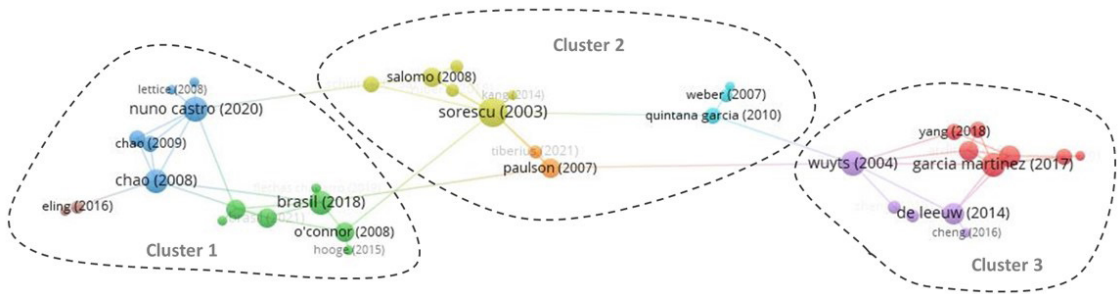 Cluster 1
lettice (2008)
nuno castro (2020)
chao (2009)
chao (2008)
eling (2016)
brasil (2018)
o'connor (2008)
hooge (2015)
Cluster 2
salomo (2008)
kang (2014)
sorescu (2003)
tiberius (2021)
paulson (2007)
weber (2007)
quintana garcia (2010)
Cluster 3
yang (2018)
wuyts (2004)
garcia martinez (2017)
de leeuw (2014)
cheng (2016)